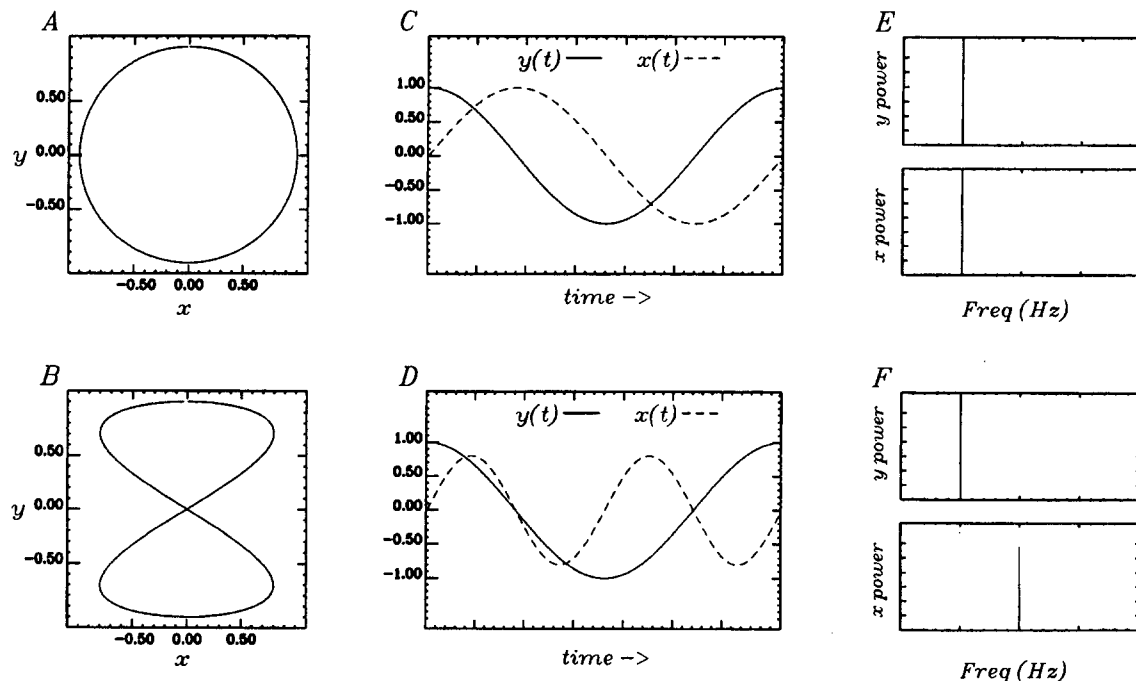 A
0.50
y 0.00
−0.50
−0.50 0.00 0.50
x
C
y(t) x(t)
1.00
0.50
0.00
−0.50
−1.00
time ->
E
y power
x power
Freq (Hz)
B
0.50
y 0.00
−0.50
−0.50 0.00 0.50
x
D
y(t) x(t)
1.00
0.50
0.00
−0.50
−1.00
time ->
F
y power
x power
Freq (Hz)